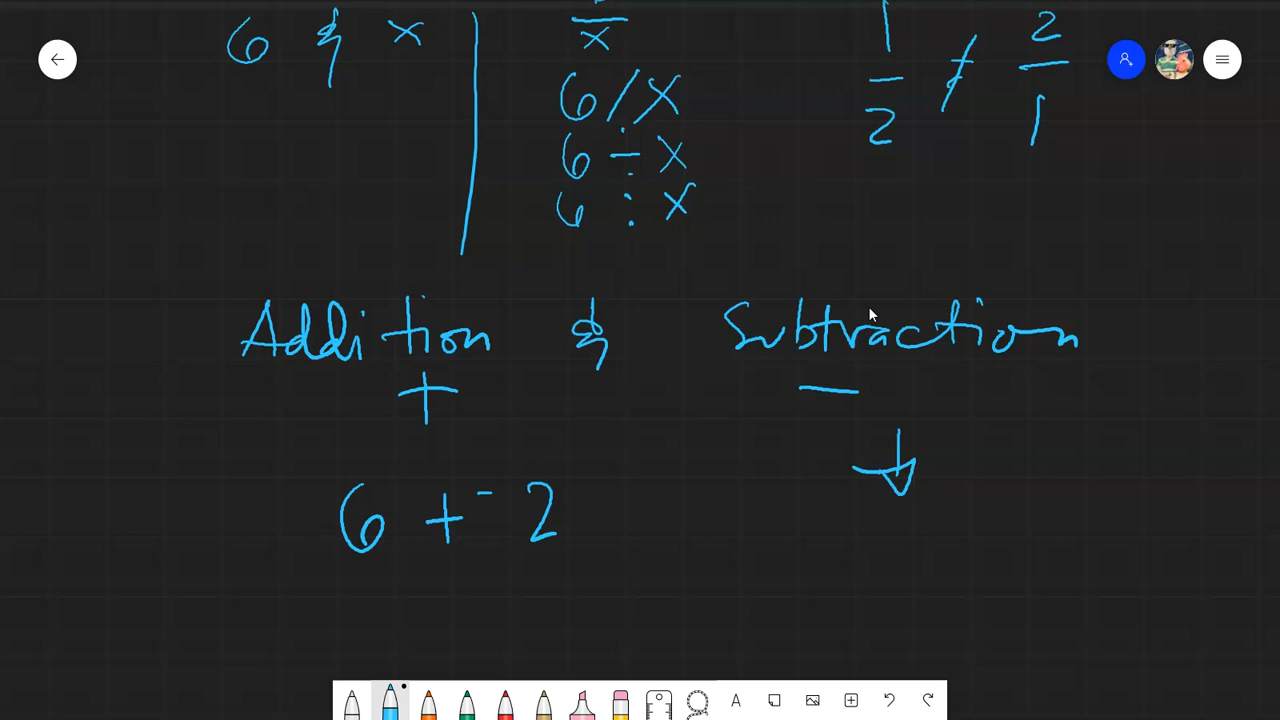 6 & x
x
6 / x
6 ÷ x
6 : x
1/2 ≠ 2/1
Addition & Subtraction
+ −
6 + ⁻2
A